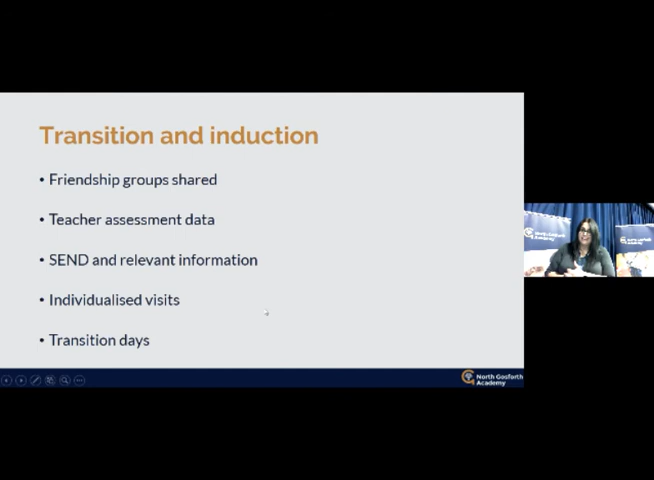 Transition and induction
• Friendship groups shared
• Teacher assessment data
• SEND and relevant information
• Individualised visits
• Transition days
North Gosforth
Academy
Academy